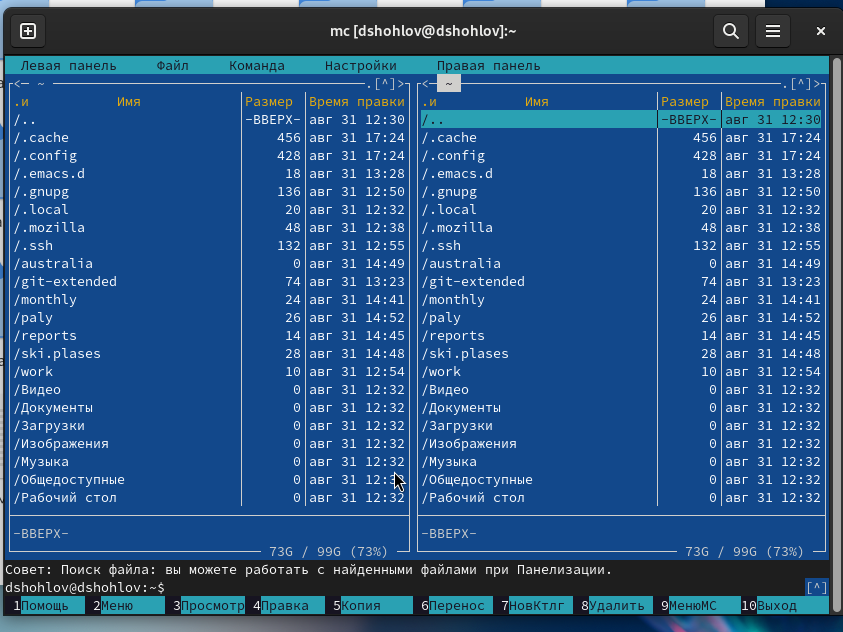 mc [dshohlov@dshohlov]:~
Левая панель Файл Команда Настройки Правая панель
<— ~ .[^]> <— ~ .[^]>
.и Имя Размер Время правки .и Имя Размер Время правки
/.. -ВВЕРХ- авг 31 12:30 /.. -ВВЕРХ- авг 31 12:30
/.cache 456 авг 31 17:24 /.cache 456 авг 31 17:24
/.config 428 авг 31 17:24 /.config 428 авг 31 17:24
/.emacs.d 18 авг 31 13:28 /.emacs.d 18 авг 31 13:28
/.gnupg 136 авг 31 12:50 /.gnupg 136 авг 31 12:50
/.local 20 авг 31 12:32 /.local 20 авг 31 12:32
/.mozilla 48 авг 31 12:38 /.mozilla 48 авг 31 12:38
/.ssh 132 авг 31 12:55 /.ssh 132 авг 31 12:55
/australia 0 авг 31 14:49 /australia 0 авг 31 14:49
/git-extended 74 авг 31 13:23 /git-extended 74 авг 31 13:23
/monthly 24 авг 31 14:41 /monthly 24 авг 31 14:41
/paly 26 авг 31 14:52 /paly 26 авг 31 14:52
/reports 14 авг 31 14:45 /reports 14 авг 31 14:45
/ski.plases 28 авг 31 14:48 /ski.plases 28 авг 31 14:48
/work 10 авг 31 12:54 /work 10 авг 31 12:54
/Видео 0 авг 31 12:32 /Видео 0 авг 31 12:32
/Документы 0 авг 31 12:32 /Документы 0 авг 31 12:32
/Загрузки 0 авг 31 12:32 /Загрузки 0 авг 31 12:32
/Изображения 0 авг 31 12:32 /Изображения 0 авг 31 12:32
/Музыка 0 авг 31 12:32 /Музыка 0 авг 31 12:32
/Общедоступные 0 авг 31 12:32 /Общедоступные 0 авг 31 12:32
/Рабочий стол 0 авг 31 12:32 /Рабочий стол 0 авг 31 12:32
-ВВЕРХ- -ВВЕРХ-
73G / 99G (73%) 73G / 99G (73%)
Совет: Поиск файла: вы можете работать с найденными файлами при Панелизации.
dshohlov@dshohlov:~$ [^]
1Помощь 2Меню 3Просмотр 4Правка 5Копия 6Перенос 7НовКтлг 8Удалить 9МенюМС 10Выход